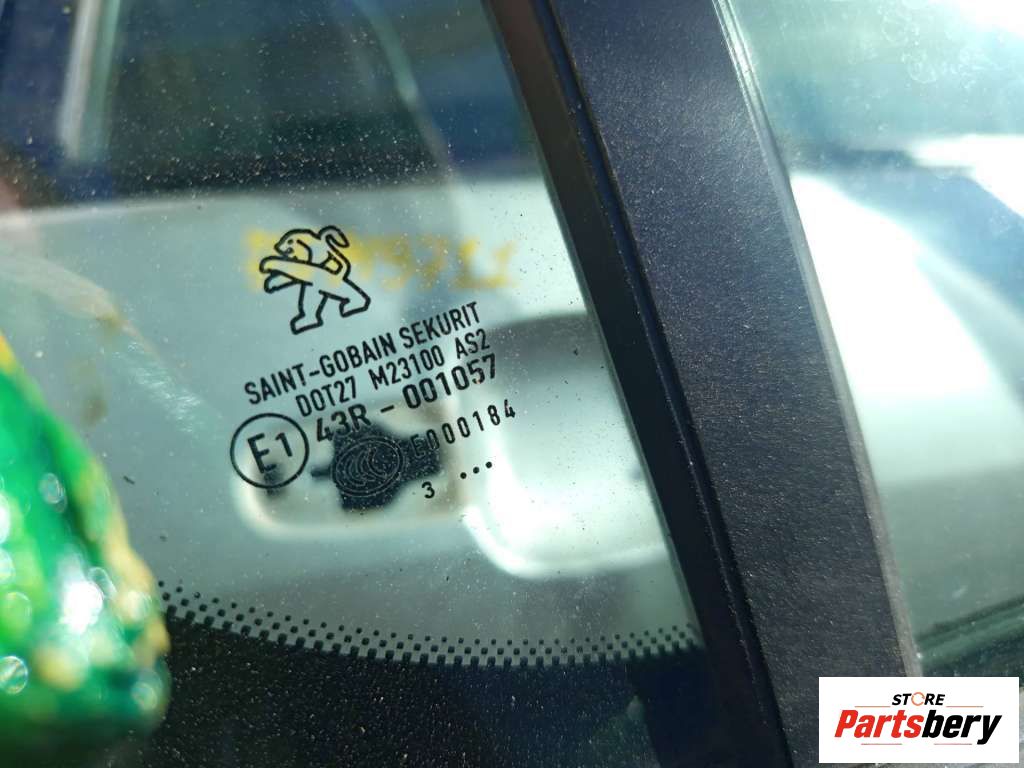 SAINT-GOBAIN SEKURIT
DOT27 M23100 AS2
43R - 001057
E1
E000184
3 ...
STORE
Partsbery